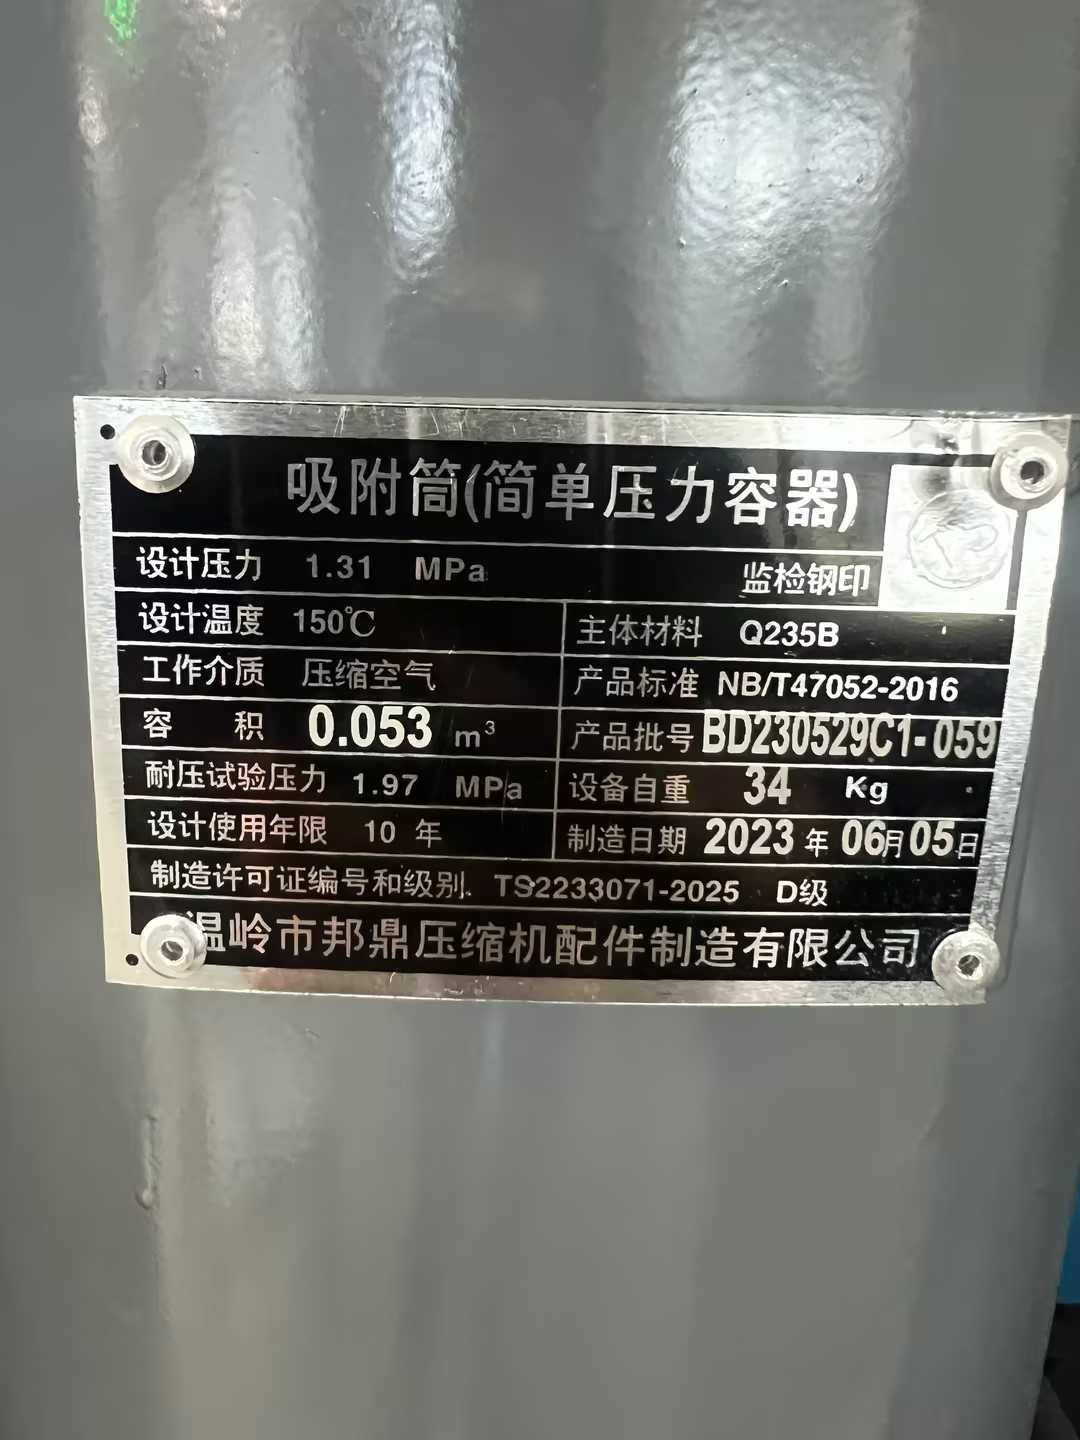 吸附筒(简单压力容器)
设计压力 1.31 MPa 监检钢印
设计温度 150℃ 主体材料 Q235B
工作介质 压缩空气 产品标准 NB/T47052-2016
容 积 0.053 m³ 产品批号 BD230529C1-059
耐压试验压力 1.97 MPa 设备自重 34 Kg
设计使用年限 10 年 制造日期 2023 年 06月 05日
制造许可证编号和级别 TS2233071-2025 D级
温岭市邦鼎压缩机配件制造有限公司